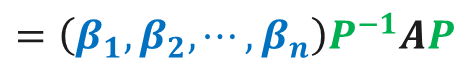 = (β₁, β₂, ⋯, βₙ)P⁻¹AP